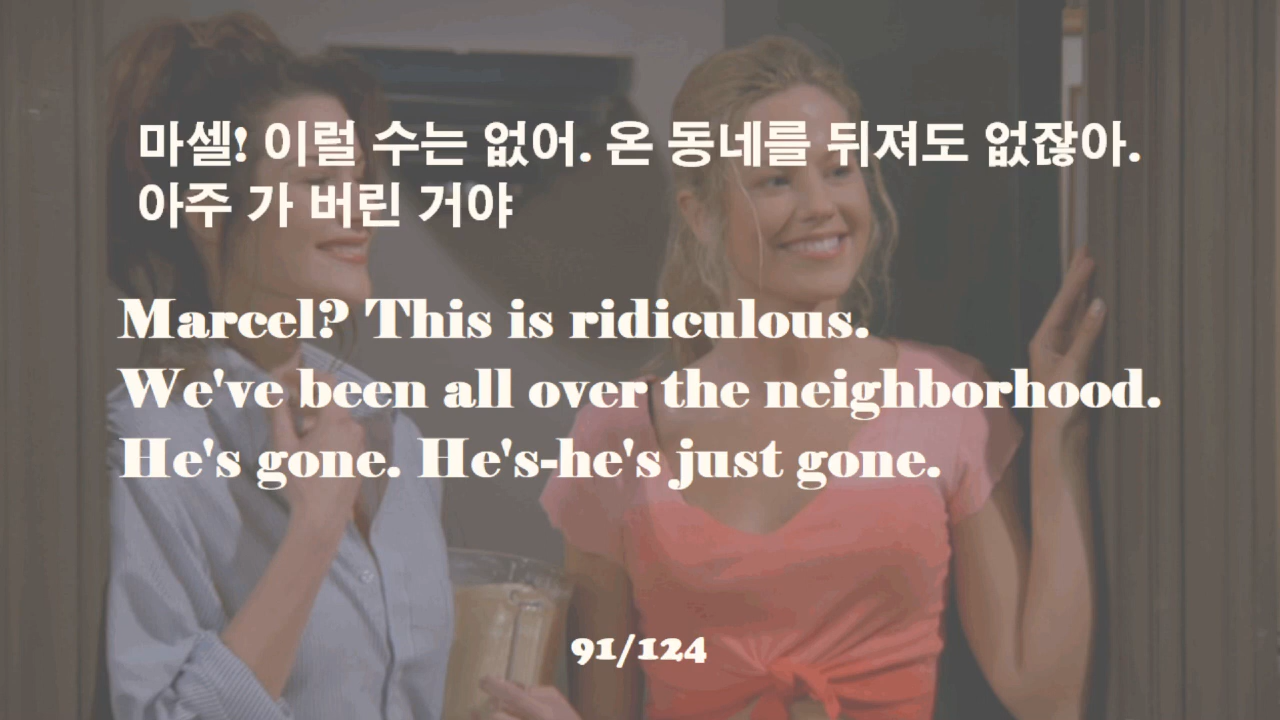 마셀! 이럴 수는 없어. 온 동네를 뒤져도 없잖아.
아주 가 버린 거야
Marcel? This is ridiculous.
We've been all over the neighborhood.
He's gone. He's-he's just gone.
91/124